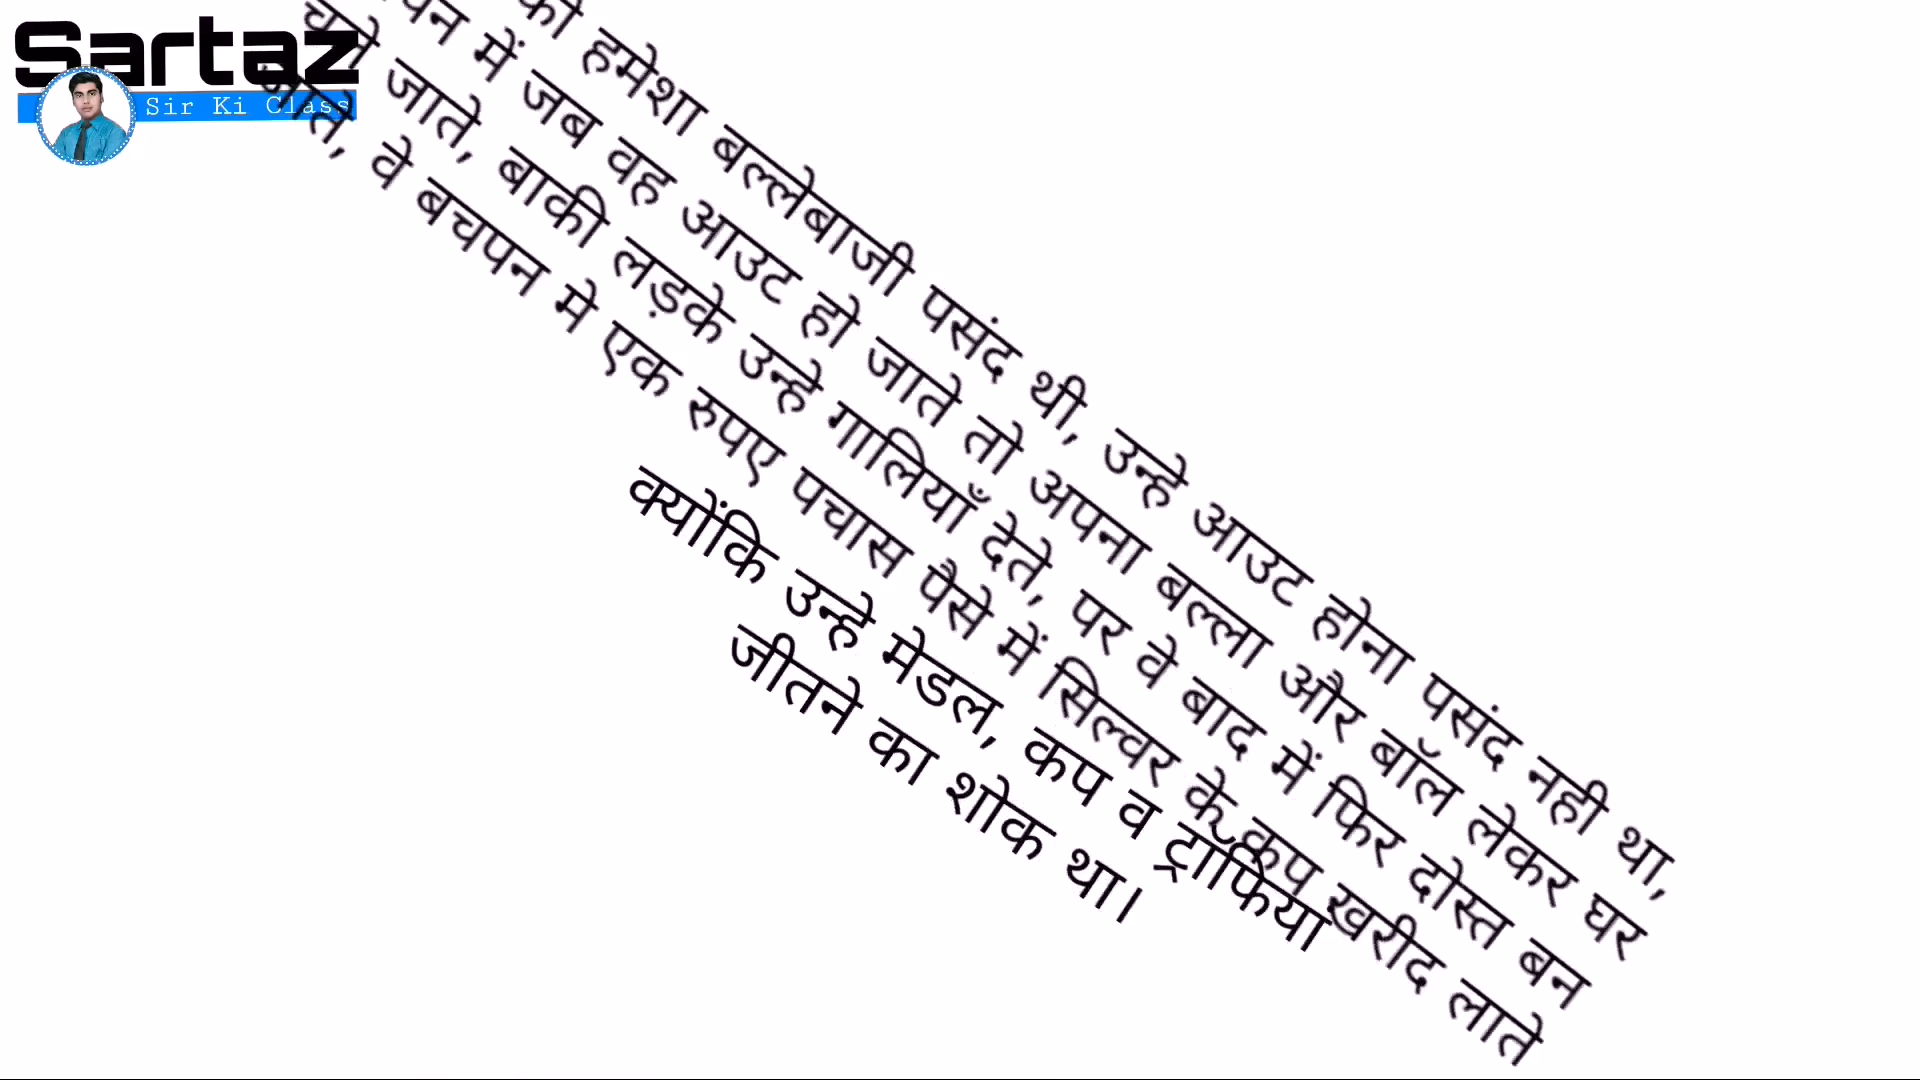 Sartaz
Sir Ki Class
हमेशा बल्लेबाजी पसंद थी, उन्हे आउट होना पसंद नही था,
में जब वह आउट हो जाते तो अपना बल्ला और बॉल लेकर घर
चले जाते, बाकी लड़के उन्हे गालियाँ देते, पर वे बाद में फिर दोस्त बन
जाते, वे बचपन मे एक रुपए पचास पैसे में सिल्वर के कप खरीद लाते
क्योंकि उन्हे मेडल, कप व ट्रॉफिया
जीतने का शोक था।